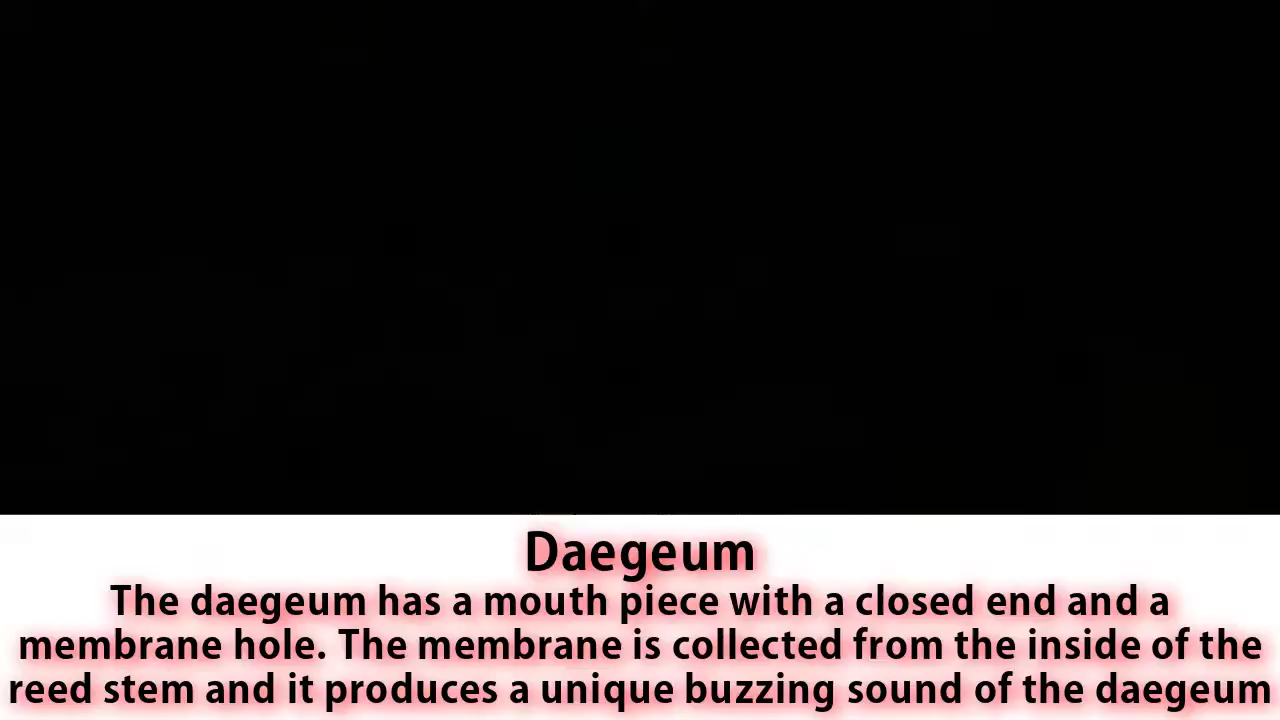 Daegeum
The daegeum has a mouth piece with a closed end and a
membrane hole. The membrane is collected from the inside of the
reed stem and it produces a unique buzzing sound of the daegeum